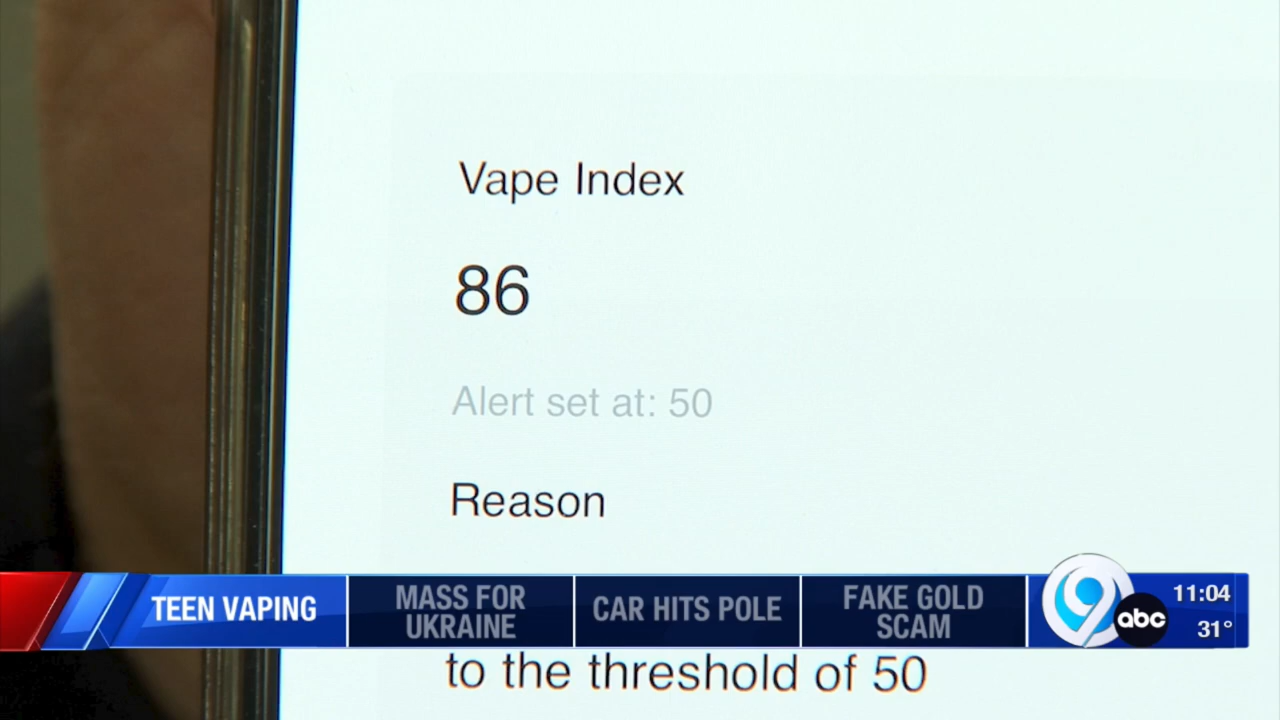 Vape Index
86
Alert set at: 50
Reason
TEEN VAPING
MASS FOR
UKRAINE
CAR HITS POLE
FAKE GOLD
SCAM
9
abc
11:04
31°
to the threshold of 50